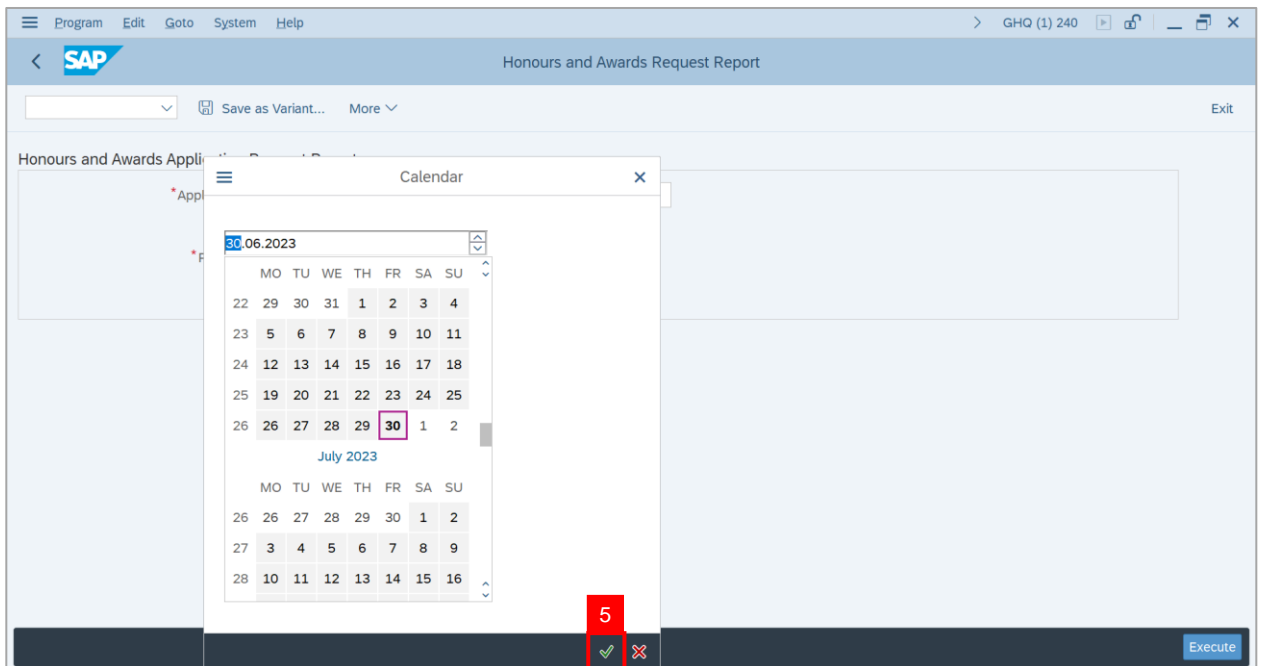 Program Edit Goto System Help GHQ (1) 240
SAP Honours and Awards Request Report
Save as Variant... More Exit
Honours and Awards Appli
Calendar
*Appl
30.06.2023
MO TU WE TH FR SA SU
22 29 30 31 1 2 3 4
23 5 6 7 8 9 10 11
24 12 13 14 15 16 17 18
25 19 20 21 22 23 24 25
26 26 27 28 29 30 1 2
July 2023
MO TU WE TH FR SA SU
26 26 27 28 29 30 1 2
27 3 4 5 6 7 8 9
28 10 11 12 13 14 15 16
5
Execute